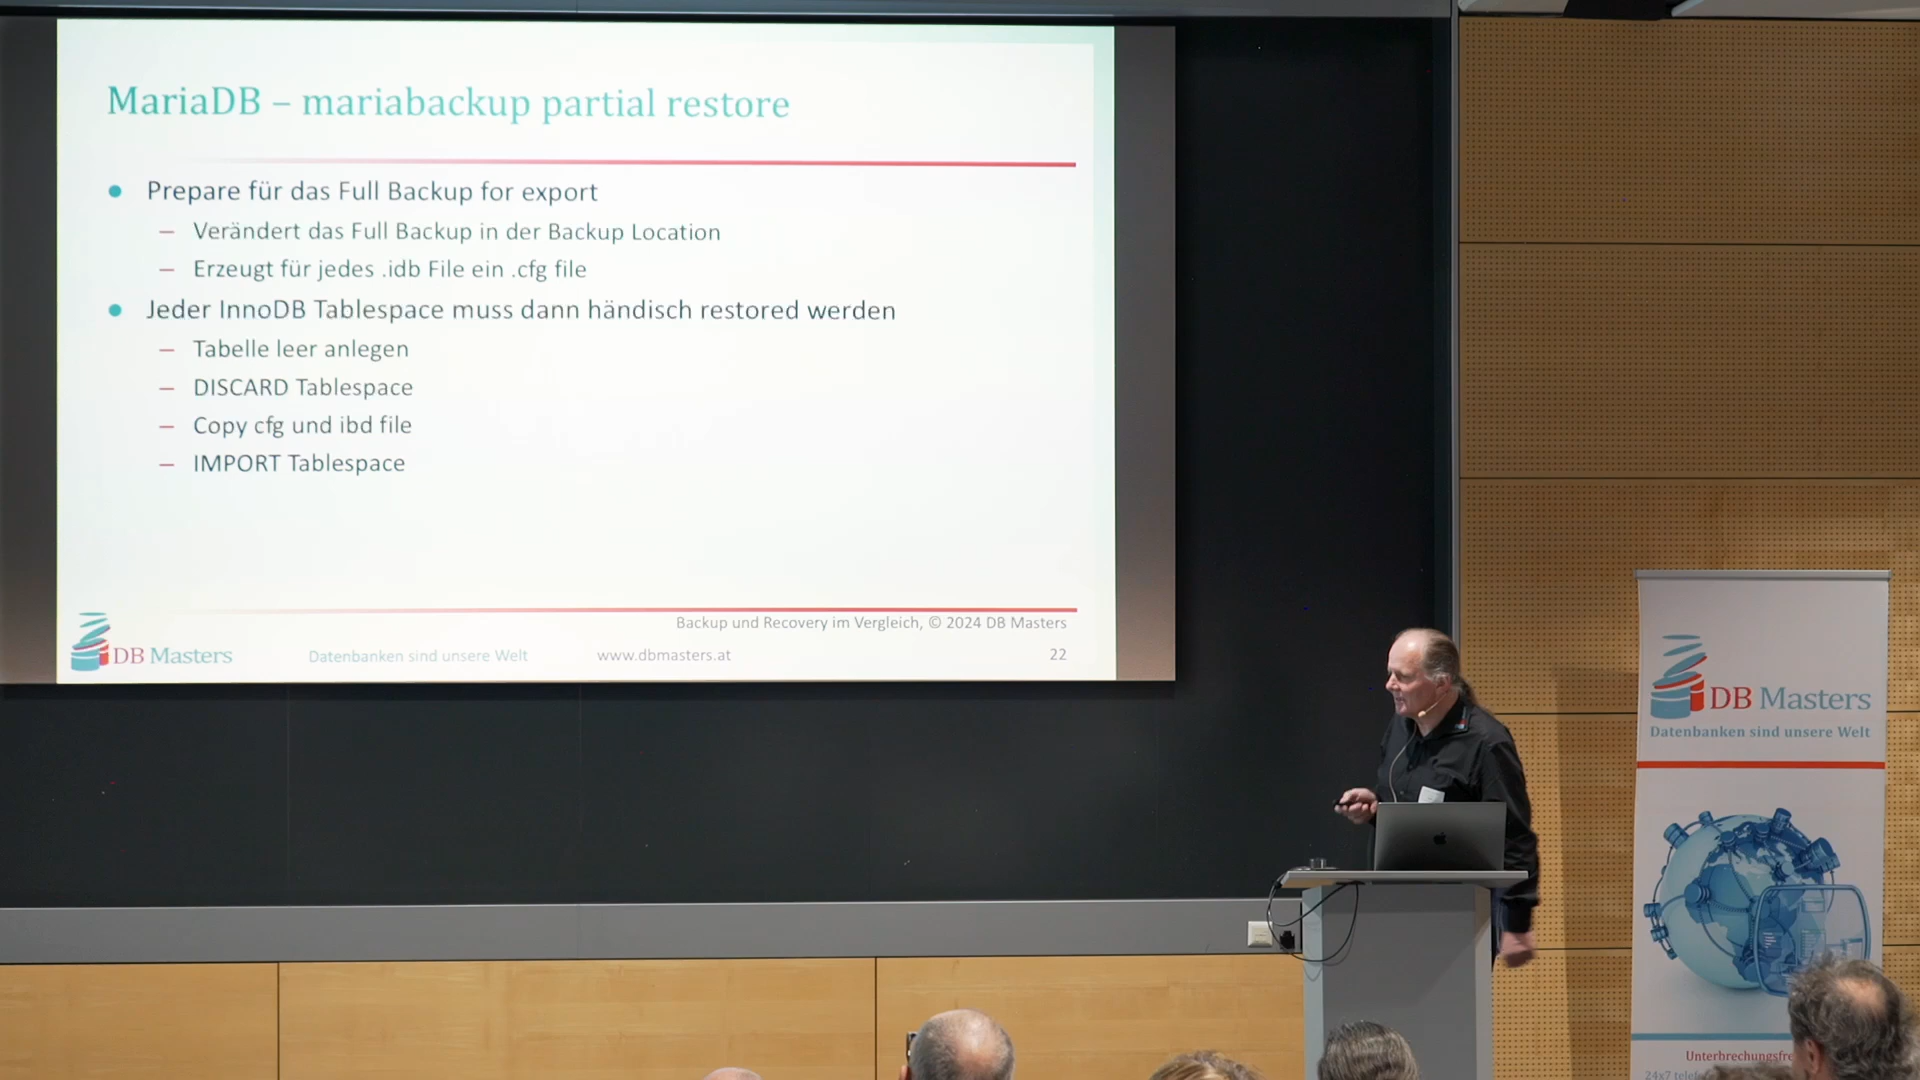 MariaDB – mariabackup partial restore
Prepare für das Full Backup for export
Verändert das Full Backup in der Backup Location
Erzeugt für jedes .idb File ein .cfg file
Jeder InnoDB Tablespace muss dann händisch restored werden
Tabelle leer anlegen
DISCARD Tablespace
Copy cfg und ibd file
IMPORT Tablespace
Backup und Recovery im Vergleich, © 2024 DB Masters
DB Masters
Datenbanken sind unsere Welt
www.dbmasters.at
22
DB Masters
Datenbanken sind unsere Welt
24x7